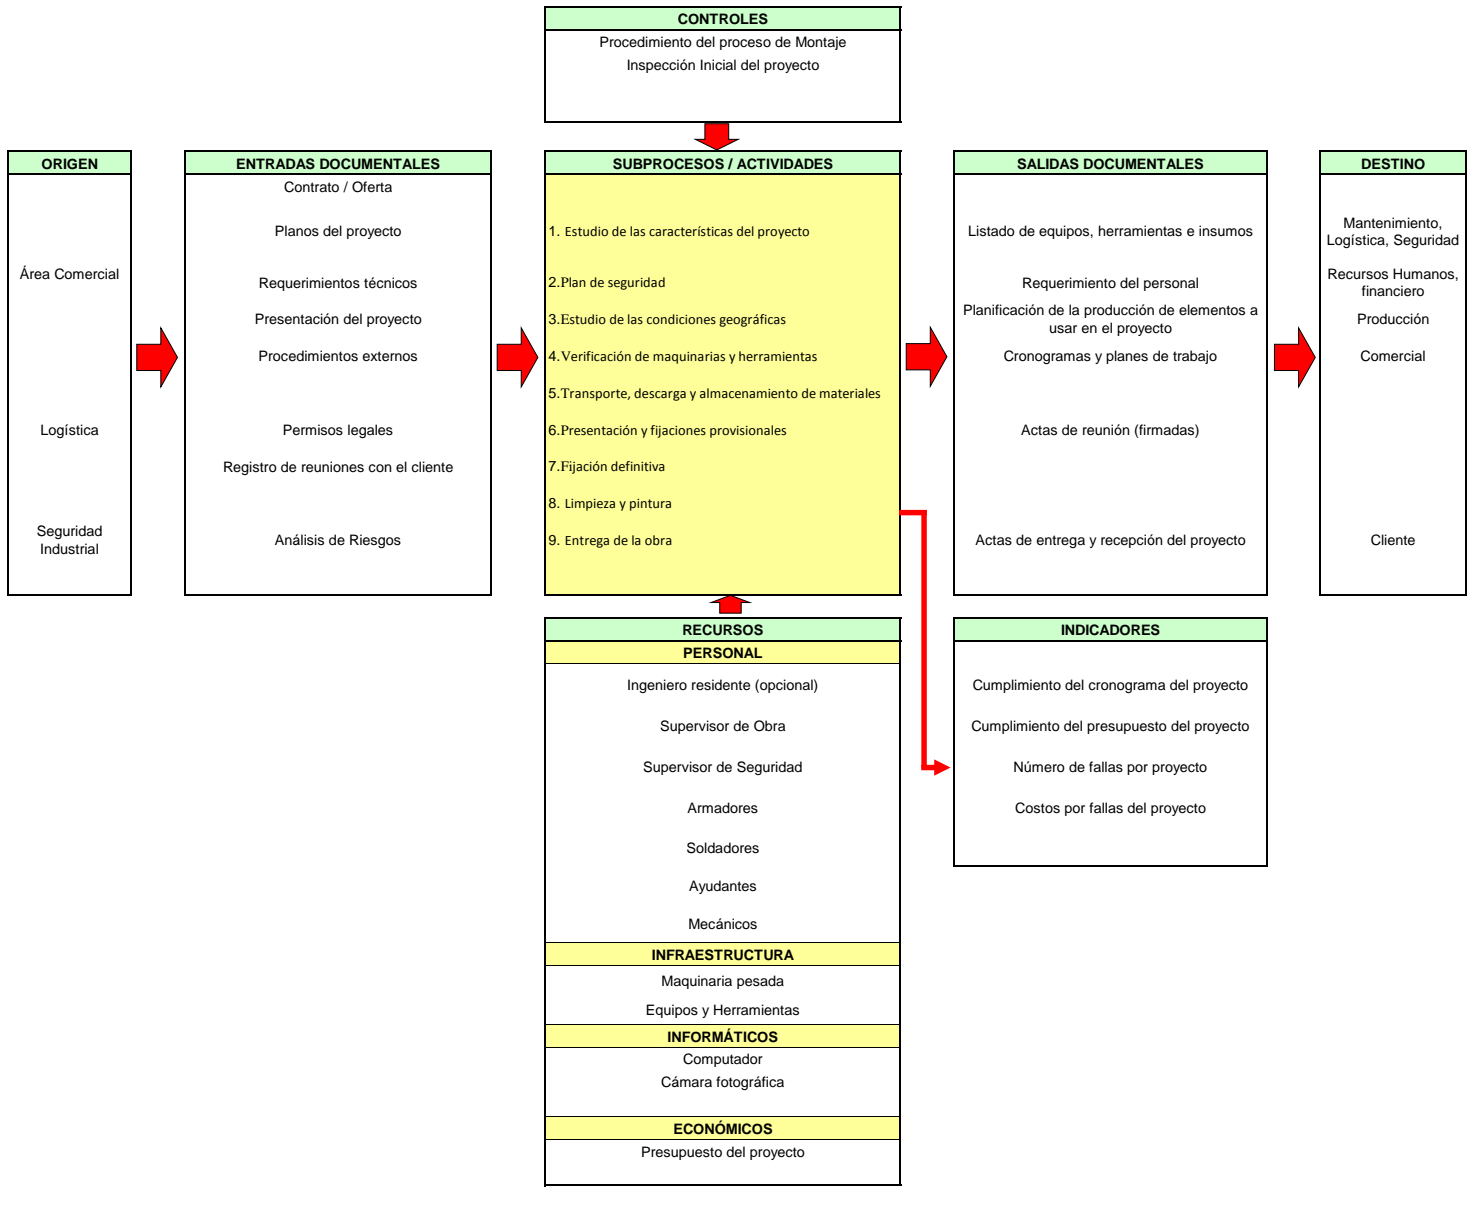 CONTROLES
Procedimiento del proceso de Montaje
Inspección Inicial del proyecto
ORIGEN
Área Comercial
Logística
Seguridad
Industrial
ENTRADAS DOCUMENTALES
Contrato / Oferta
Planos del proyecto
Requerimientos técnicos
Presentación del proyecto
Procedimientos externos
Permisos legales
Registro de reuniones con el cliente
Análisis de Riesgos
SUBPROCESOS / ACTIVIDADES
1. Estudio de las características del proyecto
2.Plan de seguridad
3.Estudio de las condiciones geográficas
4.Verificación de maquinarias y herramientas
5.Transporte, descarga y almacenamiento de materiales
6.Presentación y fijaciones provisionales
7.Fijación definitiva
8. Limpieza y pintura
9. Entrega de la obra
SALIDAS DOCUMENTALES
Listado de equipos, herramientas e insumos
Requerimiento del personal
Planificación de la producción de elementos a
usar en el proyecto
Cronogramas y planes de trabajo
Actas de reunión (firmadas)
Actas de entrega y recepción del proyecto
DESTINO
Mantenimiento,
Logística, Seguridad
Recursos Humanos,
financiero
Producción
Comercial
Cliente
RECURSOS
PERSONAL
Ingeniero residente (opcional)
Supervisor de Obra
Supervisor de Seguridad
Armadores
Soldadores
Ayudantes
Mecánicos
INFRAESTRUCTURA
Maquinaria pesada
Equipos y Herramientas
INFORMÁTICOS
Computador
Cámara fotográfica
ECONÓMICOS
Presupuesto del proyecto
INDICADORES
Cumplimiento del cronograma del proyecto
Cumplimiento del presupuesto del proyecto
Número de fallas por proyecto
Costos por fallas del proyecto